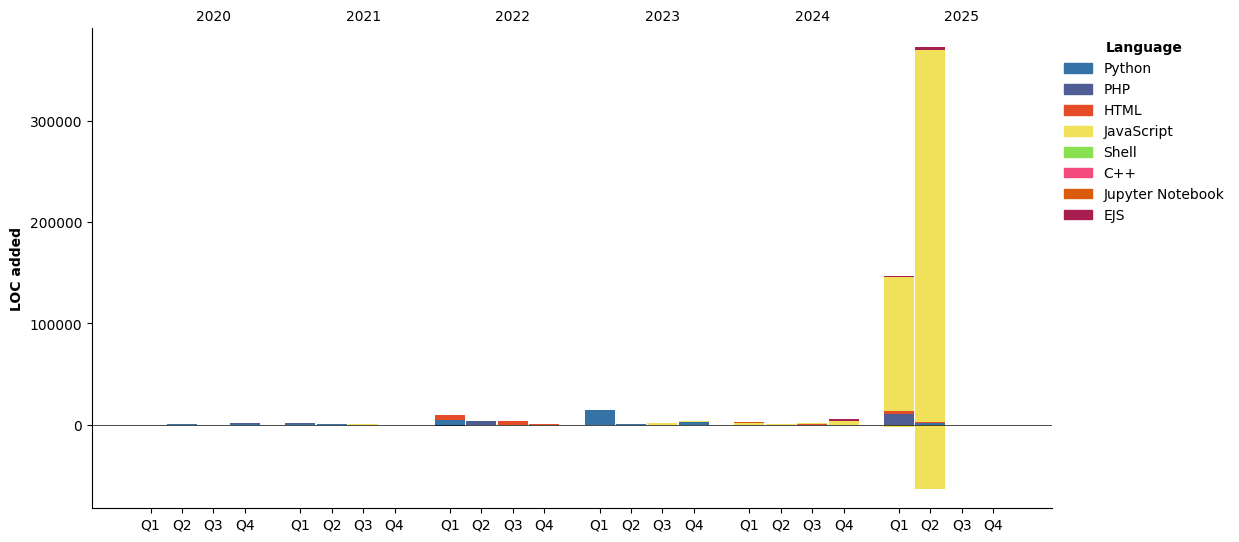 2020 2021 2022 2023 2024 2025
Language
Python
PHP
HTML
JavaScript
Shell
C++
Jupyter Notebook
EJS
LOC added
300000
200000
100000
0
Q1 Q2 Q3 Q4 Q1 Q2 Q3 Q4 Q1 Q2 Q3 Q4 Q1 Q2 Q3 Q4 Q1 Q2 Q3 Q4 Q1 Q2 Q3 Q4